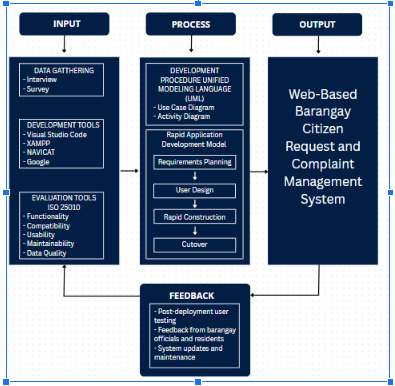 INPUT
PROCESS
OUTPUT
DATA GATTHERING
- Interview
- Survey
DEVELOPMENT TOOLS
- Visual Studio Code
- XAMPP
- NAVICAT
- Google
EVALUATION TOOLS
ISO 25010
- Functionality
- Compatibility
- Usability
- Maintainability
- Data Quality
DEVELOPMENT
PROCEDURE UNIFIED
MODELING LANGUAGE
(UML)
- Use Case Diagram
- Activity Diagram
Rapid Application
Development Model
Requirements Planning
User Design
Rapid Construction
Cutover
Web-Based
Barangay
Citizen
Request and
Complaint
Management
System
FEEDBACK
- Post-deployment user
testing
- Feedback from barangay
officials and residents
- System updates and
maintenance